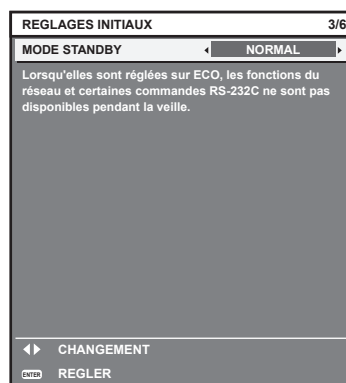 REGLAGES INITIAUX 3/6
MODE STANDBY NORMAL
Lorsqu'elles sont réglées sur ECO, les fonctions du
réseau et certaines commandes RS-232C ne sont pas
disponibles pendant la veille.
CHANGEMENT
ENTER REGLER